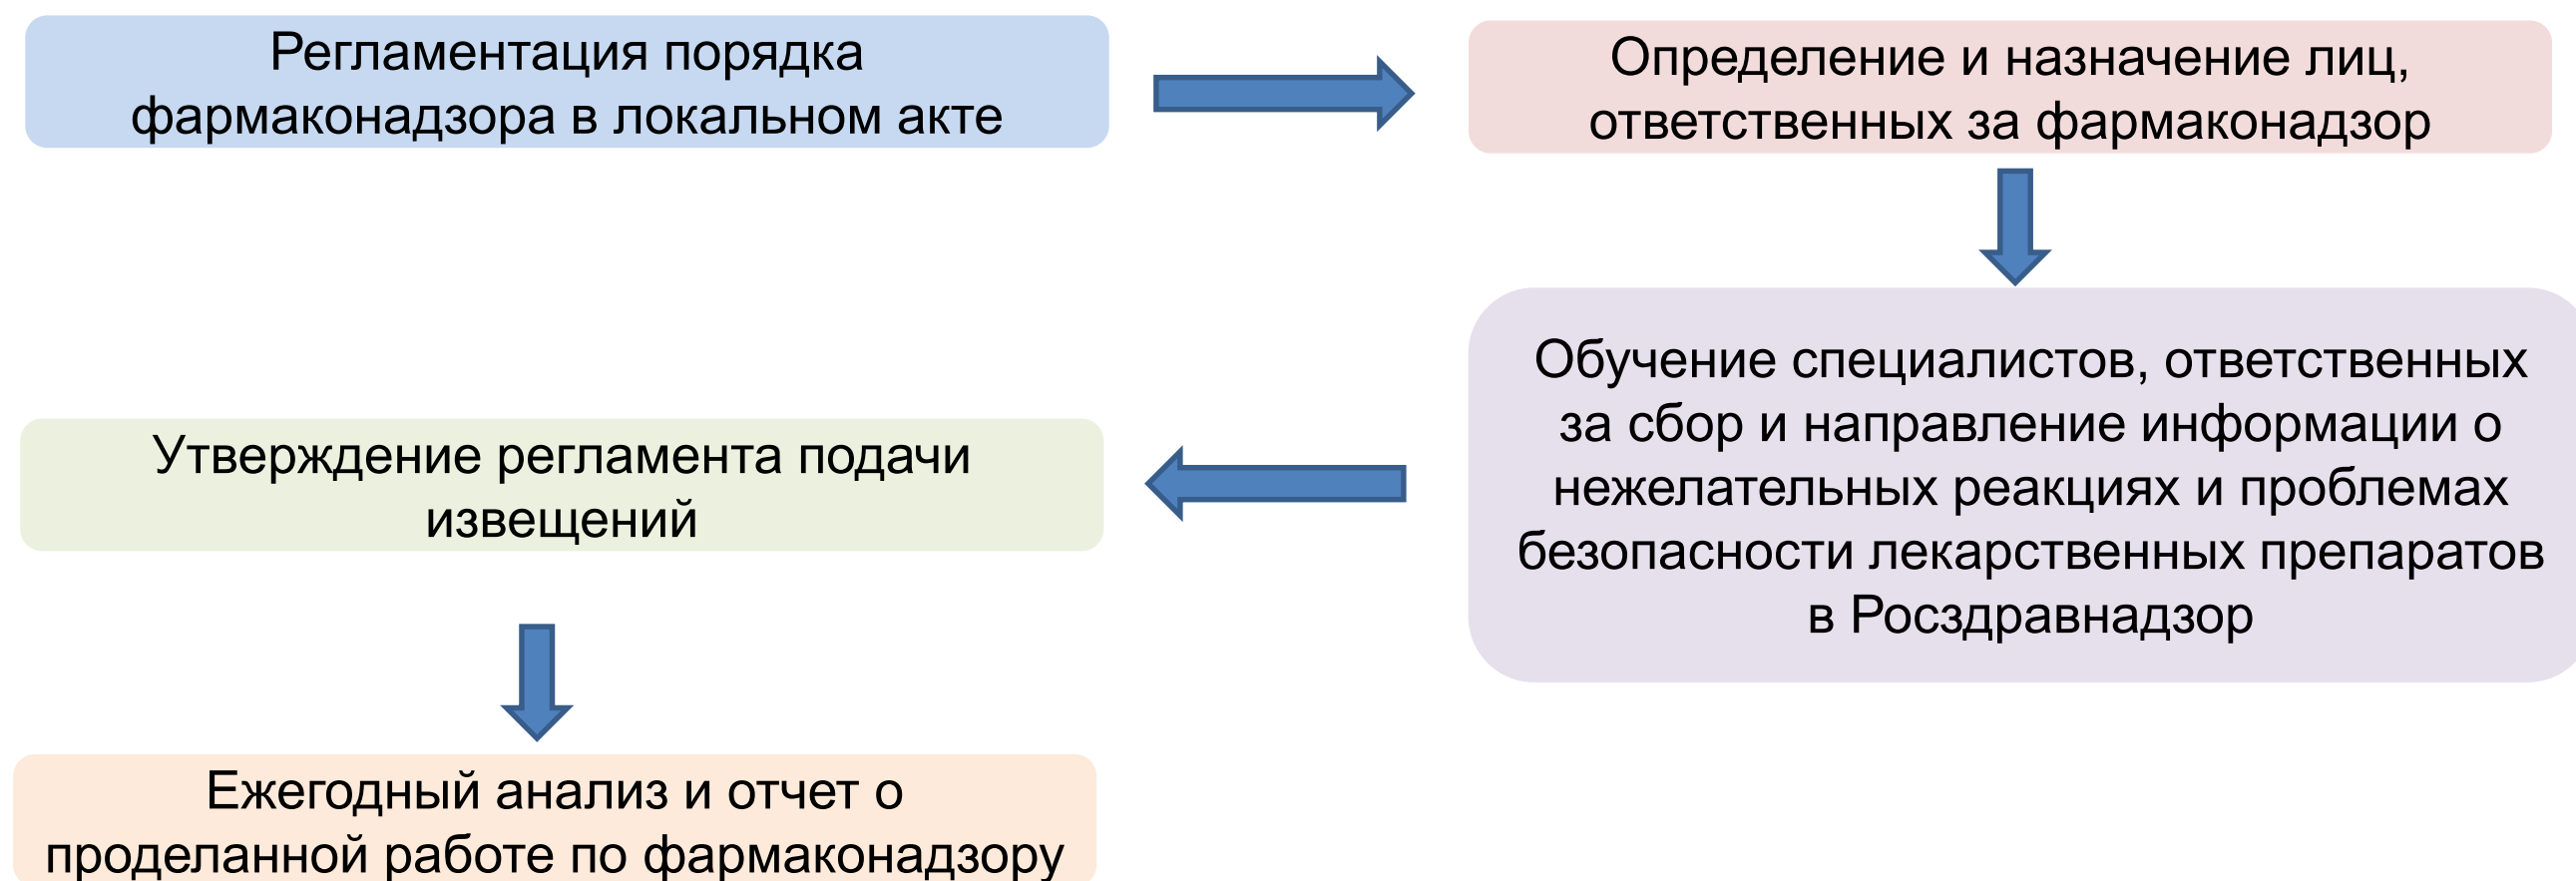 Регламентация порядка
фармаконадзора в локальном акте
Определение и назначение лиц,
ответственных за фармаконадзор
Обучение специалистов, ответственных
за сбор и направление информации о
нежелательных реакциях и проблемах
безопасности лекарственных препаратов
в Росздравнадзор
Утверждение регламента подачи
извещений
Ежегодный анализ и отчет о
проделанной работе по фармаконадзору